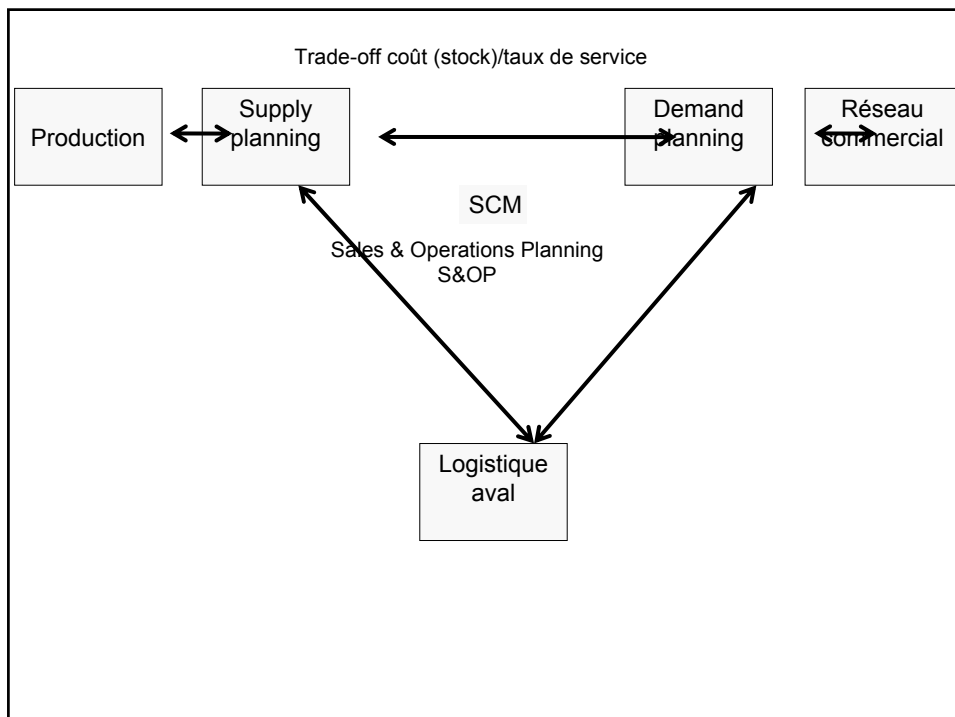 Trade-off coût (stock)/taux de service
Production
Supply
planning
Demand
planning
Réseau
commercial
SCM
Sales & Operations Planning
S&OP
Logistique
aval